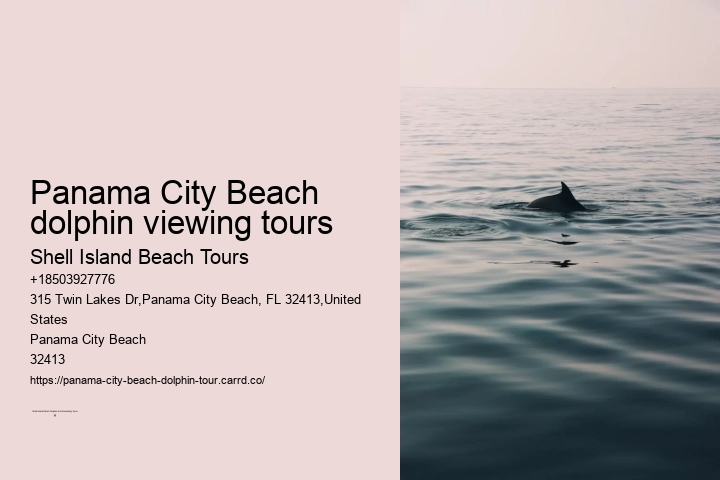 Panama City Beach
dolphin viewing tours
Shell Island Beach Tours
+18503927776
315 Twin Lakes Dr,Panama City Beach, FL 32413,United
States
Panama City Beach
32413
https://panama-city-beach-dolphin-tour.carrd.co/